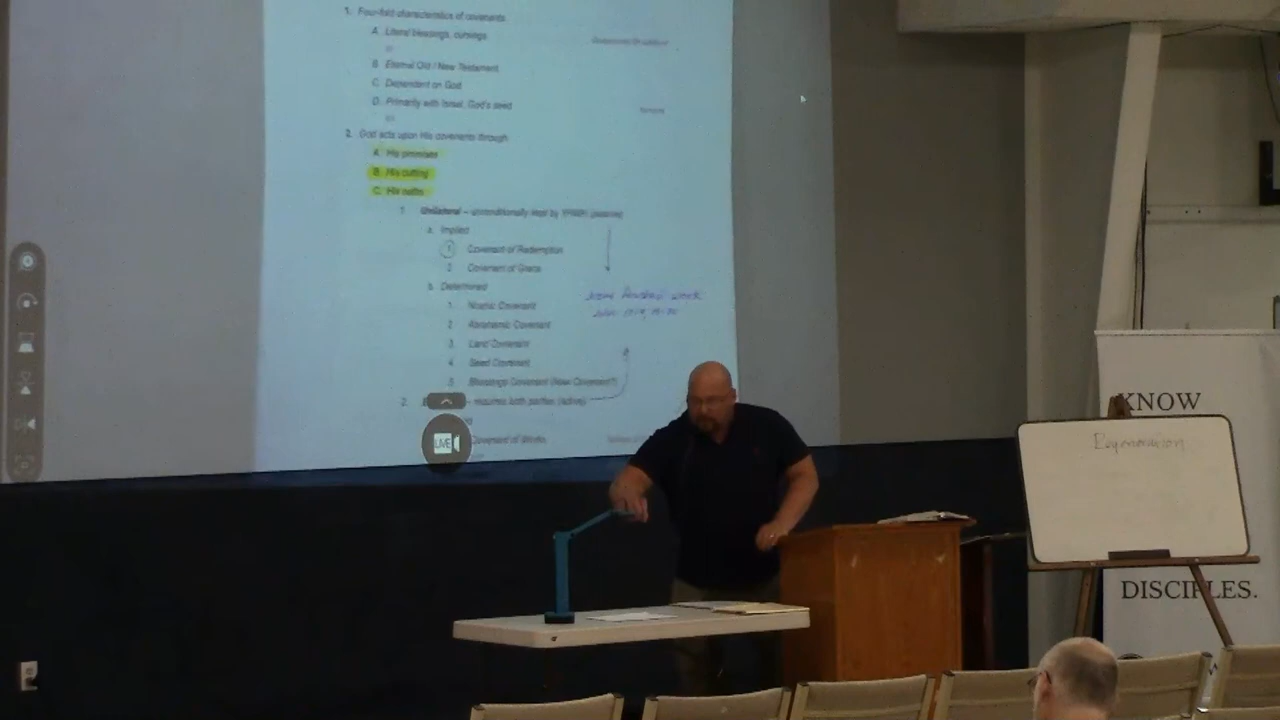 1. Four-fold characteristics of covenants
A. Literal blessings, cursings
B. Eternal Old / New Testament
C. Dependent on God
D. Primarily with Israel, God's seed
2. God acts upon His covenants through
A. His promises
B. His cutting
C. His oaths
1. Unilateral – unconditionally kept by YHWH (passive)
a. Implied
1. Covenant of Redemption
2. Covenant of Grace
b. Determined
1. Noahic Covenant
2. Abrahamic Covenant
3. Land Covenant
4. Seed Covenant
5. Blessings Covenant (New Covenant?)
2. – requires both parties (active)
Covenant of Works
LIVE
KNOW
Regeneration
DISCIPLES.